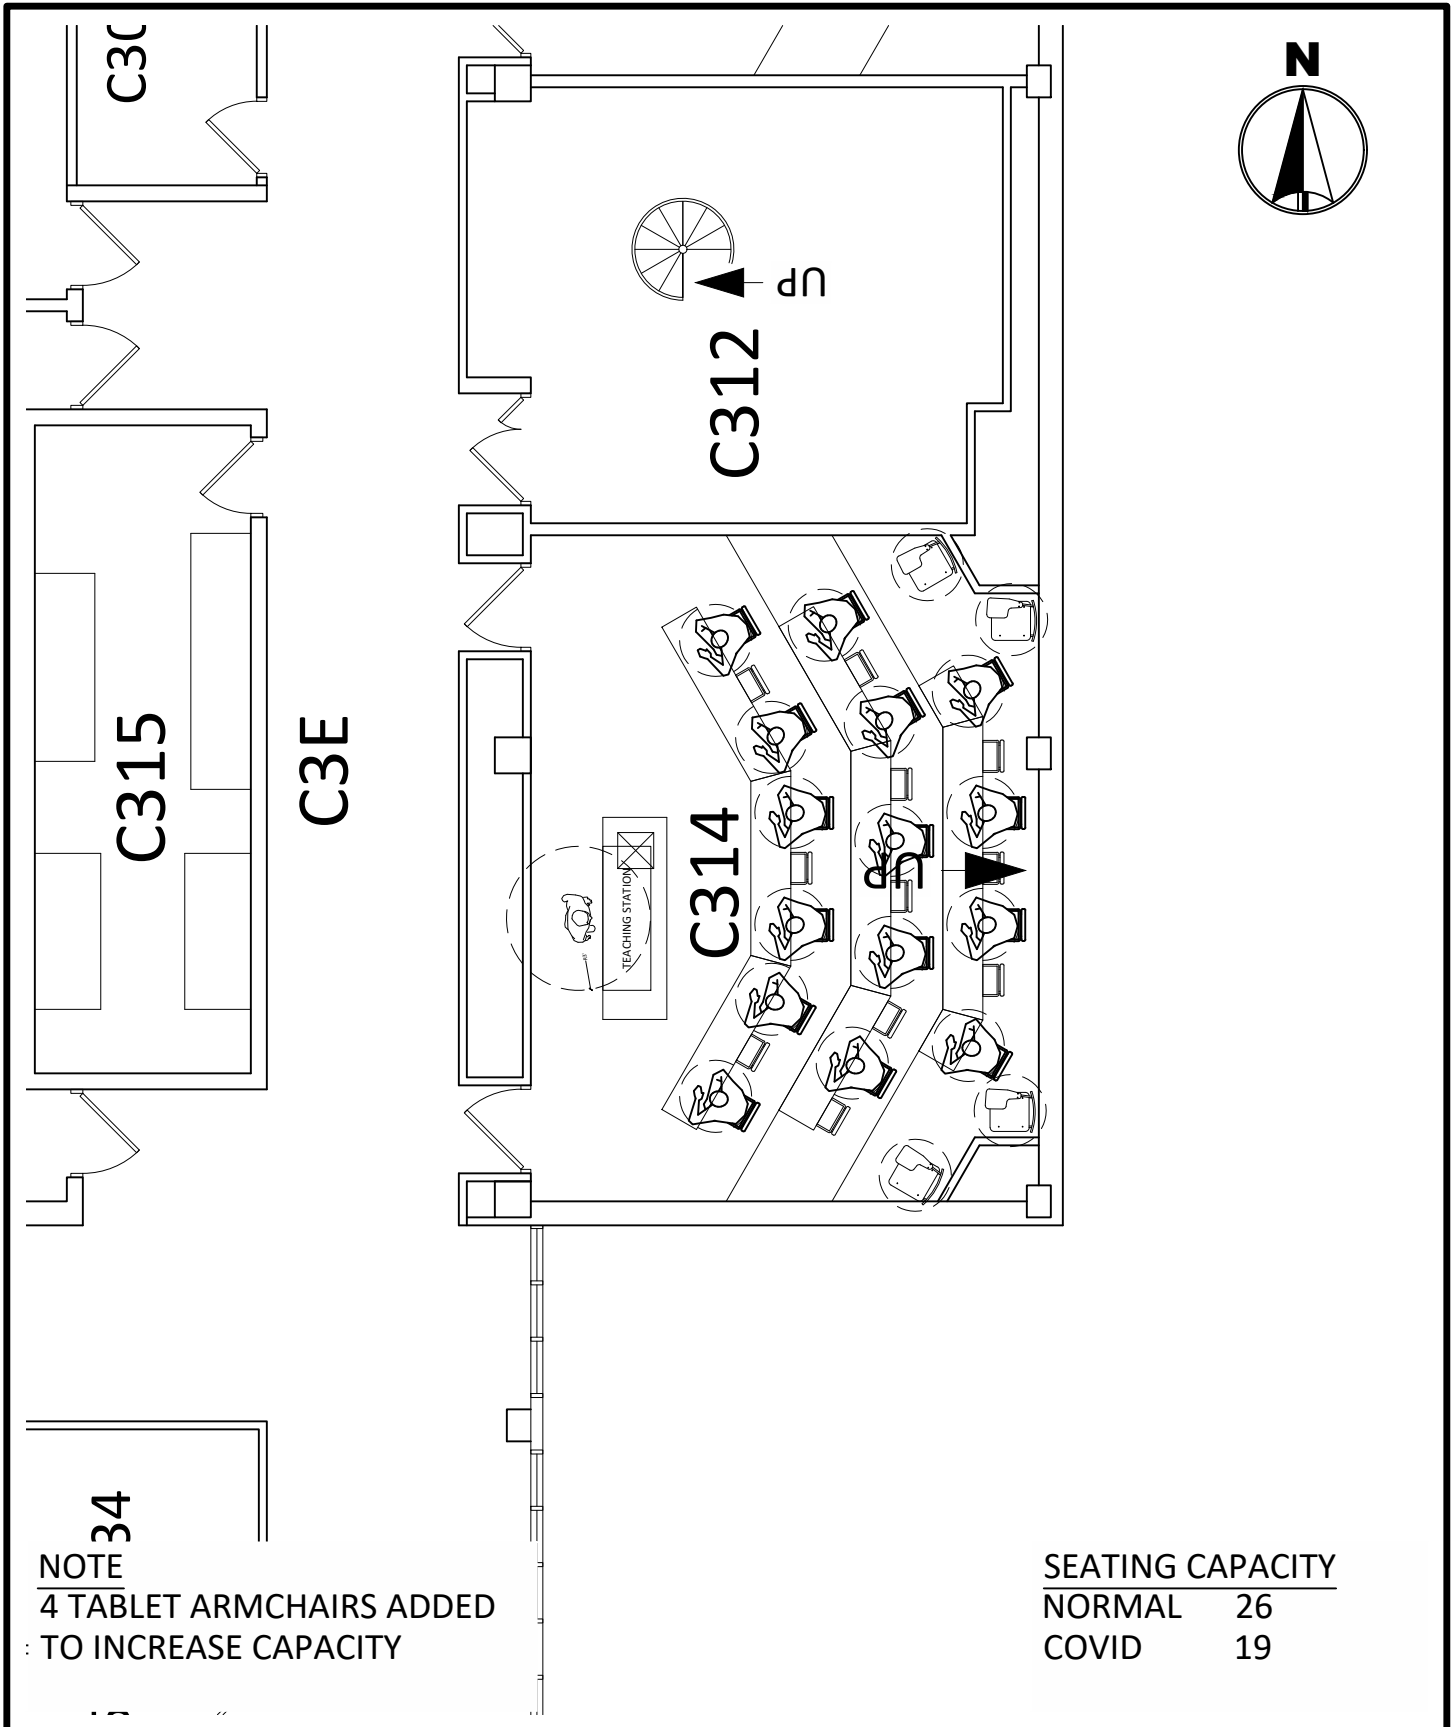 C30
N
UP
C312
C315
C3E
C314
UP
TEACHING STATION
34
NOTE
4 TABLET ARMCHAIRS ADDED
TO INCREASE CAPACITY
SEATING CAPACITY
NORMAL 26
COVID 19